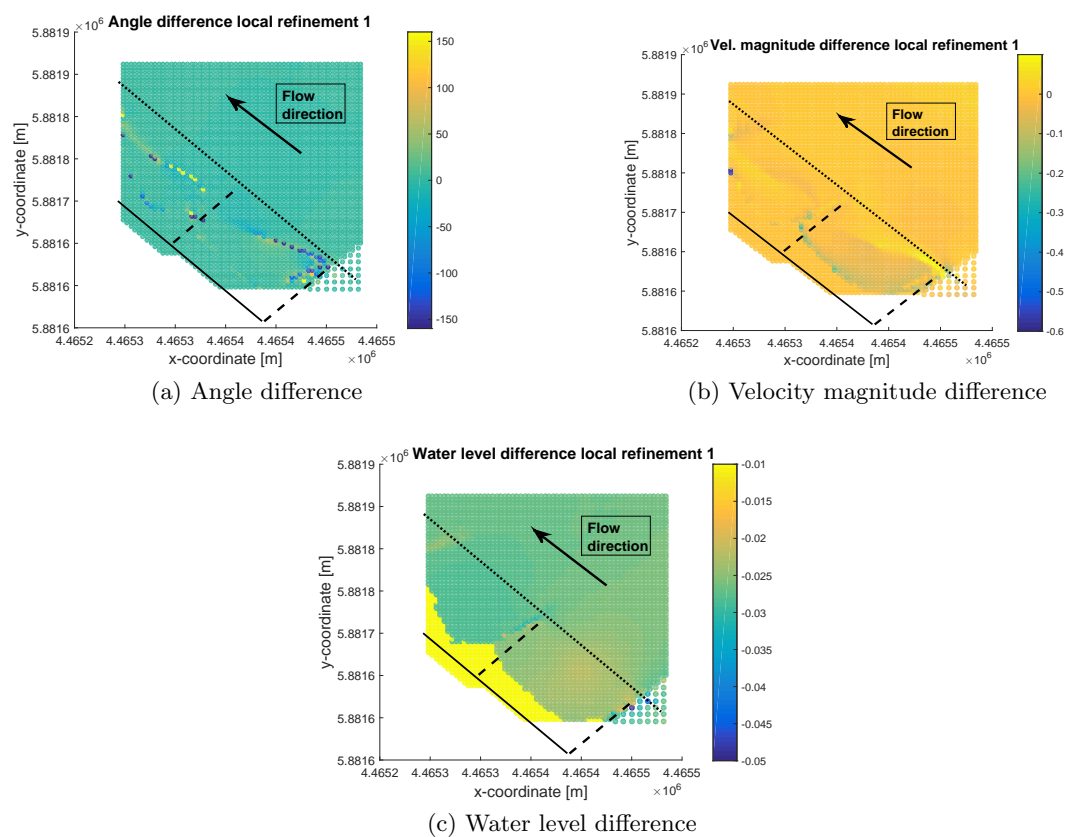 ×10⁶ Angle difference local refinement 1
5.8819
5.8819
5.8818
5.8818
5.8817
5.8816
5.8816
5.8816
y-coordinate [m]
Flow
direction
4.4652 4.4653 4.4653 4.4654 4.4654 4.4655 4.4655
x-coordinate [m] ×10⁶
150
100
50
0
-50
-100
-150
(a) Angle difference
×10⁶ Vel. magnitude difference local refinement 1
5.8819
5.8819
5.8818
5.8818
5.8817
5.8816
5.8816
5.8816
y-coordinate [m]
Flow
direction
4.4652 4.4653 4.4653 4.4654 4.4654 4.4655 4.4655
x-coordinate [m] ×10⁶
0
-0.1
-0.2
-0.3
-0.4
-0.5
-0.6
(b) Velocity magnitude difference
×10⁶ Water level difference local refinement 1
5.8819
5.8819
5.8818
5.8818
5.8817
5.8816
5.8816
5.8816
y-coordinate [m]
Flow
direction
4.4652 4.4653 4.4653 4.4654 4.4654 4.4655 4.4655
x-coordinate [m] ×10⁶
-0.01
-0.015
-0.02
-0.025
-0.03
-0.035
-0.04
-0.045
-0.05
(c) Water level difference